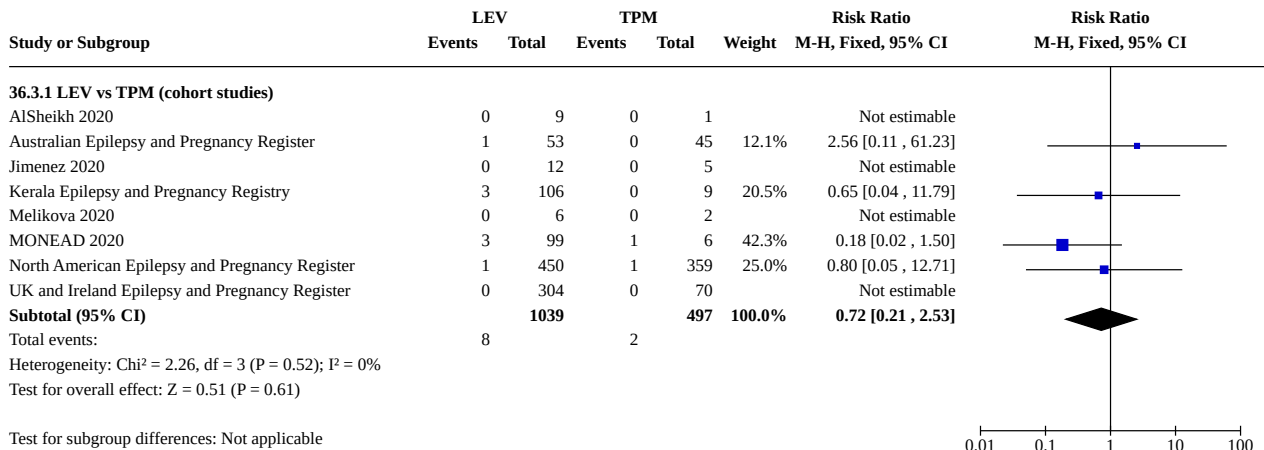 LEV TPM Risk Ratio Risk Ratio
Study or Subgroup Events Total Events Total Weight M-H, Fixed, 95% CI M-H, Fixed, 95% CI
36.3.1 LEV vs TPM (cohort studies)
AlSheikh 2020 0 9 0 1 Not estimable
Australian Epilepsy and Pregnancy Register 1 53 0 45 12.1% 2.56 [0.11 , 61.23]
Jimenez 2020 0 12 0 5 Not estimable
Kerala Epilepsy and Pregnancy Registry 3 106 0 9 20.5% 0.65 [0.04 , 11.79]
Melikova 2020 0 6 0 2 Not estimable
MONEAD 2020 3 99 1 6 42.3% 0.18 [0.02 , 1.50]
North American Epilepsy and Pregnancy Register 1 450 1 359 25.0% 0.80 [0.05 , 12.71]
UK and Ireland Epilepsy and Pregnancy Register 0 304 0 70 Not estimable
Subtotal (95% CI) 1039 497 100.0% 0.72 [0.21 , 2.53]
Total events: 8 2
Heterogeneity: Chi² = 2.26, df = 3 (P = 0.52); I² = 0%
Test for overall effect: Z = 0.51 (P = 0.61)
Test for subgroup differences: Not applicable
0.01 0.1 1 10 100